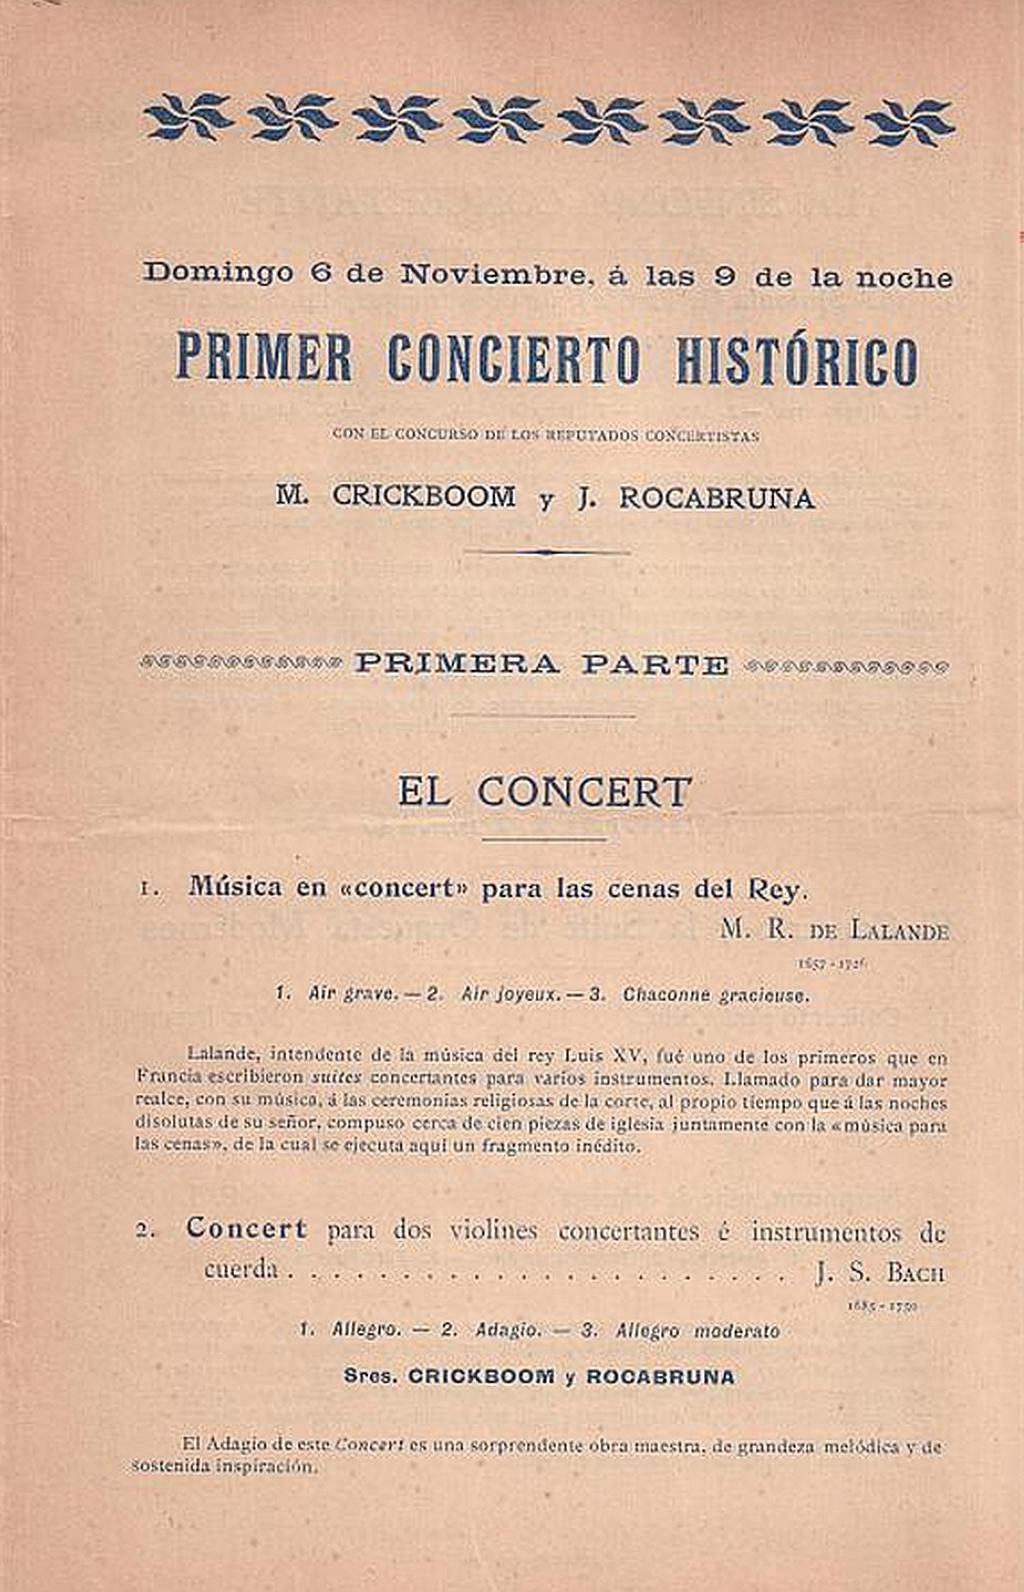 Domingo 6 de Noviembre, á las 9 de la noche
PRIMER CONCIERTO HISTÓRICO
CON EL CONCURSO DE LOS REPUTADOS CONCERTISTAS
M. CRICKBOOM y J. ROCABRUNA
PRIMERA PARTE
EL CONCERT
1. Música en «concert» para las cenas del Rey.
M. R. DE LALANDE
1657-1726
1. Air grave. — 2. Air joyeux. — 3. Chaconne gracieuse.
Lalande, intendente de la música del rey Luis XV, fué uno de los primeros que en
Francia escribieron suites concertantes para varios instrumentos. Llamado para dar mayor
realce, con su música, á las ceremonias religiosas de la corte, al propio tiempo que á las noches
disolutas de su señor, compuso cerca de cien piezas de iglesia juntamente con la «música para
las cenas», de la cual se ejecuta aquí un fragmento inédito.
2. Concert para dos violines concertantes é instrumentos de
cuerda . . . . . . . . . . . . . . . . . . . . . . . J. S. BACH
1685-1750
1. Allegro. — 2. Adagio. — 3. Allegro moderato
Sres. CRICKBOOM y ROCABRUNA
El Adagio de este Concert es una sorprendente obra maestra, de grandeza melódica y de
sostenida inspiración.